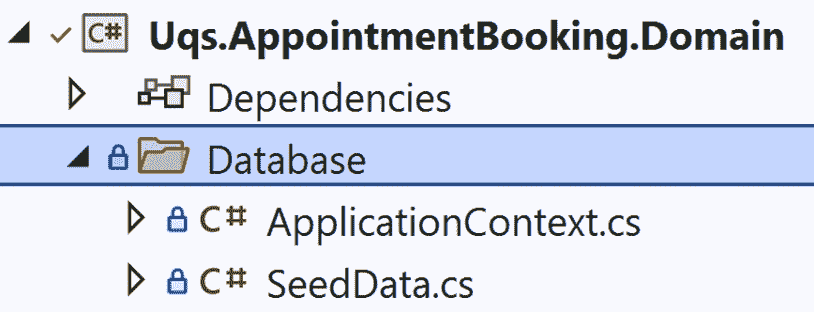 C# Uqs.AppointmentBooking.Domain
Dependencies
Database
C# ApplicationContext.cs
C# SeedData.cs